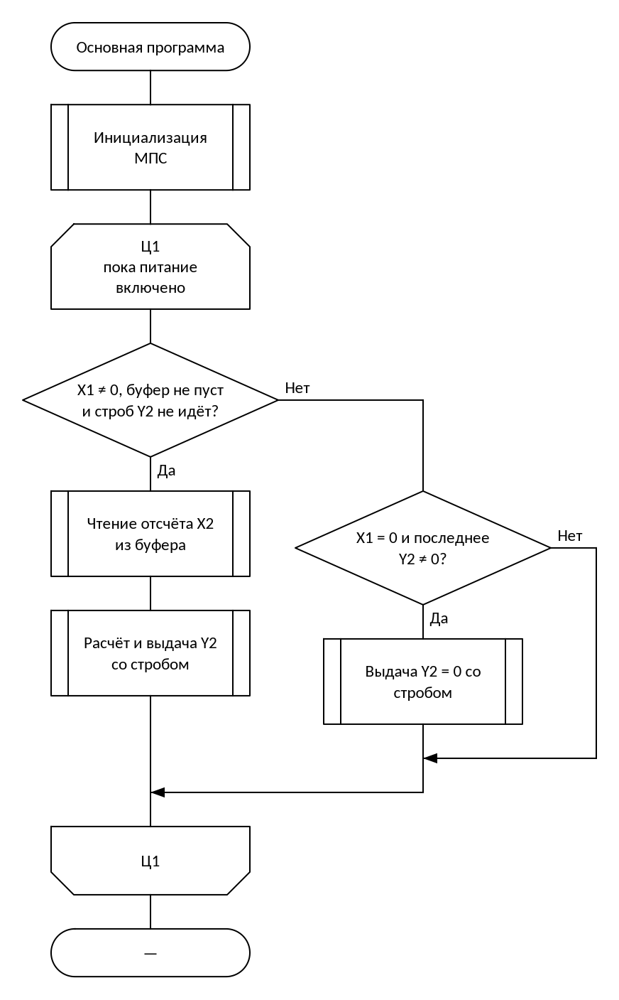 Основная программа
Инициализация
МПС
Ц1
пока питание
включено
X1 ≠ 0, буфер не пуст
и строб Y2 не идёт?
Нет
Да
Чтение отсчёта X2
из буфера
X1 = 0 и последнее
Y2 ≠ 0?
Нет
Да
Расчёт и выдача Y2
со стробом
Выдача Y2 = 0 со
стробом
Ц1
—